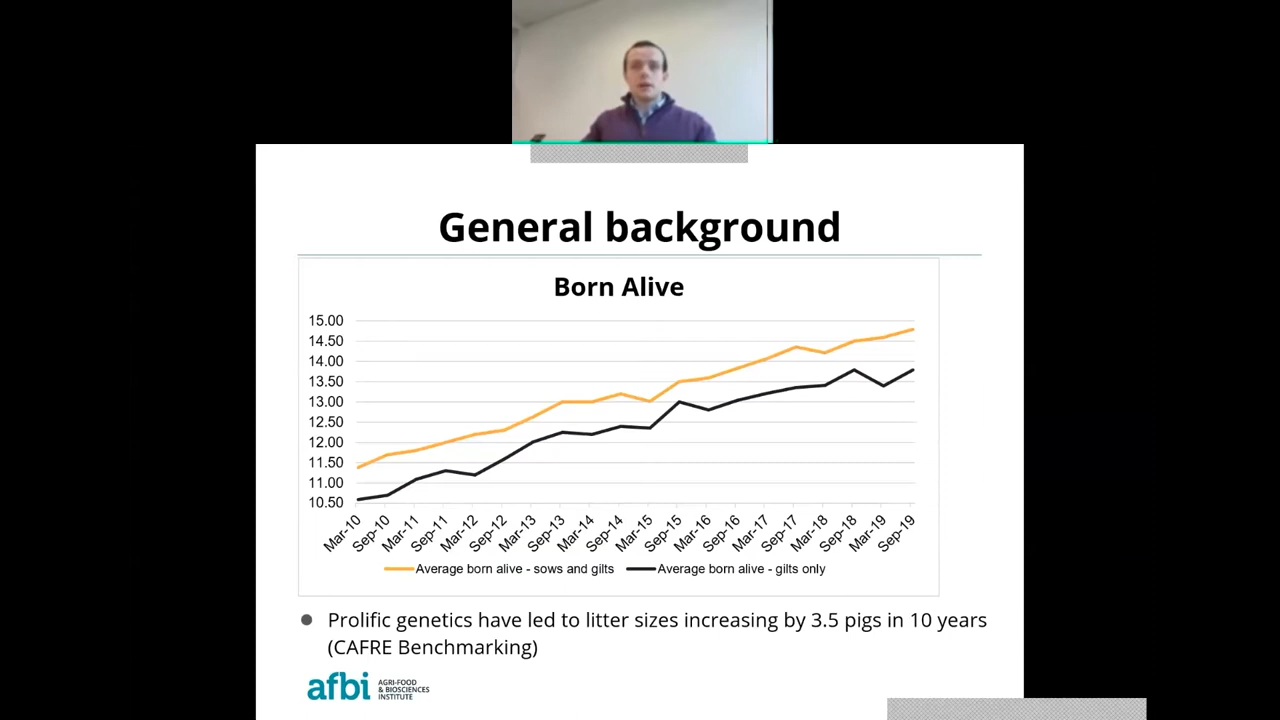 General background
Born Alive
15.00
14.50
14.00
13.50
13.00
12.50
12.00
11.50
11.00
10.50
Mar-10 Sep-10 Mar-11 Sep-11 Mar-12 Sep-12 Mar-13 Sep-13 Mar-14 Sep-14 Mar-15 Sep-15 Mar-16 Sep-16 Mar-17 Sep-17 Mar-18 Sep-18 Mar-19 Sep-19
Average born alive - sows and gilts Average born alive - gilts only
● Prolific genetics have led to litter sizes increasing by 3.5 pigs in 10 years
(CAFRE Benchmarking)
afbi
AGRI-FOOD
& BIOSCIENCES
INSTITUTE